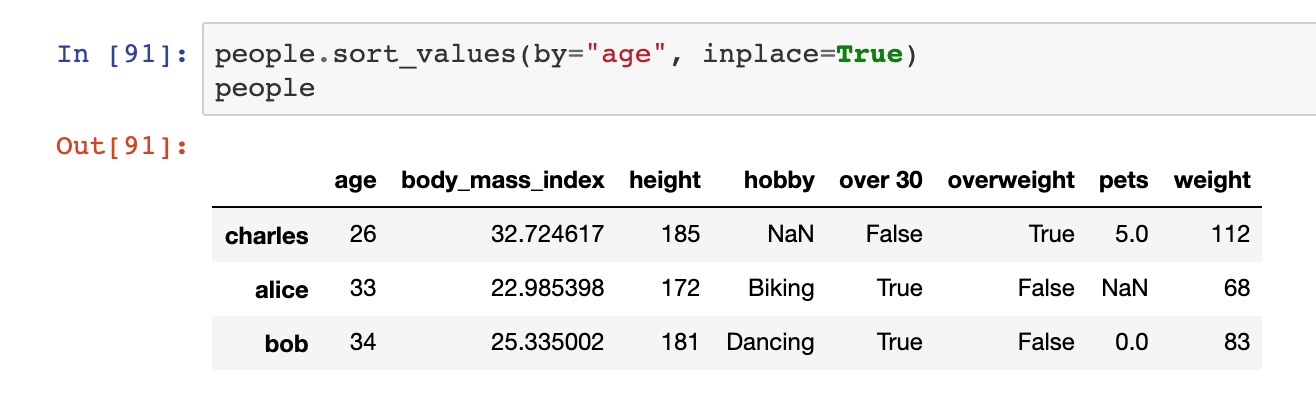 In [91]: people.sort_values(by="age", inplace=True)
people
Out[91]:
age body_mass_index height hobby over 30 overweight pets weight
charles 26 32.724617 185 NaN False True 5.0 112
alice 33 22.985398 172 Biking True False NaN 68
bob 34 25.335002 181 Dancing True False 0.0 83